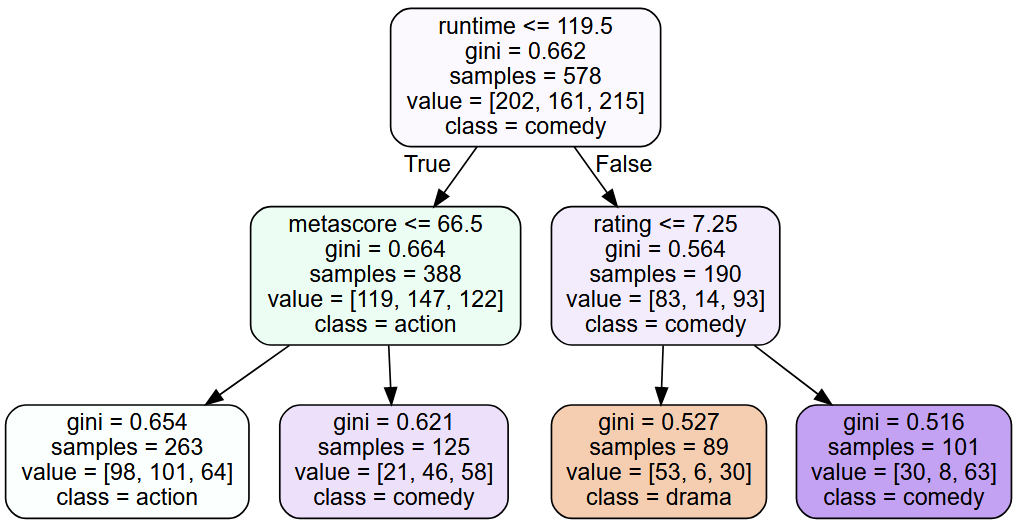 runtime <= 119.5
gini = 0.662
samples = 578
value = [202, 161, 215]
class = comedy
True
False
metascore <= 66.5
gini = 0.664
samples = 388
value = [119, 147, 122]
class = action
rating <= 7.25
gini = 0.564
samples = 190
value = [83, 14, 93]
class = comedy
gini = 0.654
samples = 263
value = [98, 101, 64]
class = action
gini = 0.621
samples = 125
value = [21, 46, 58]
class = comedy
gini = 0.527
samples = 89
value = [53, 6, 30]
class = drama
gini = 0.516
samples = 101
value = [30, 8, 63]
class = comedy